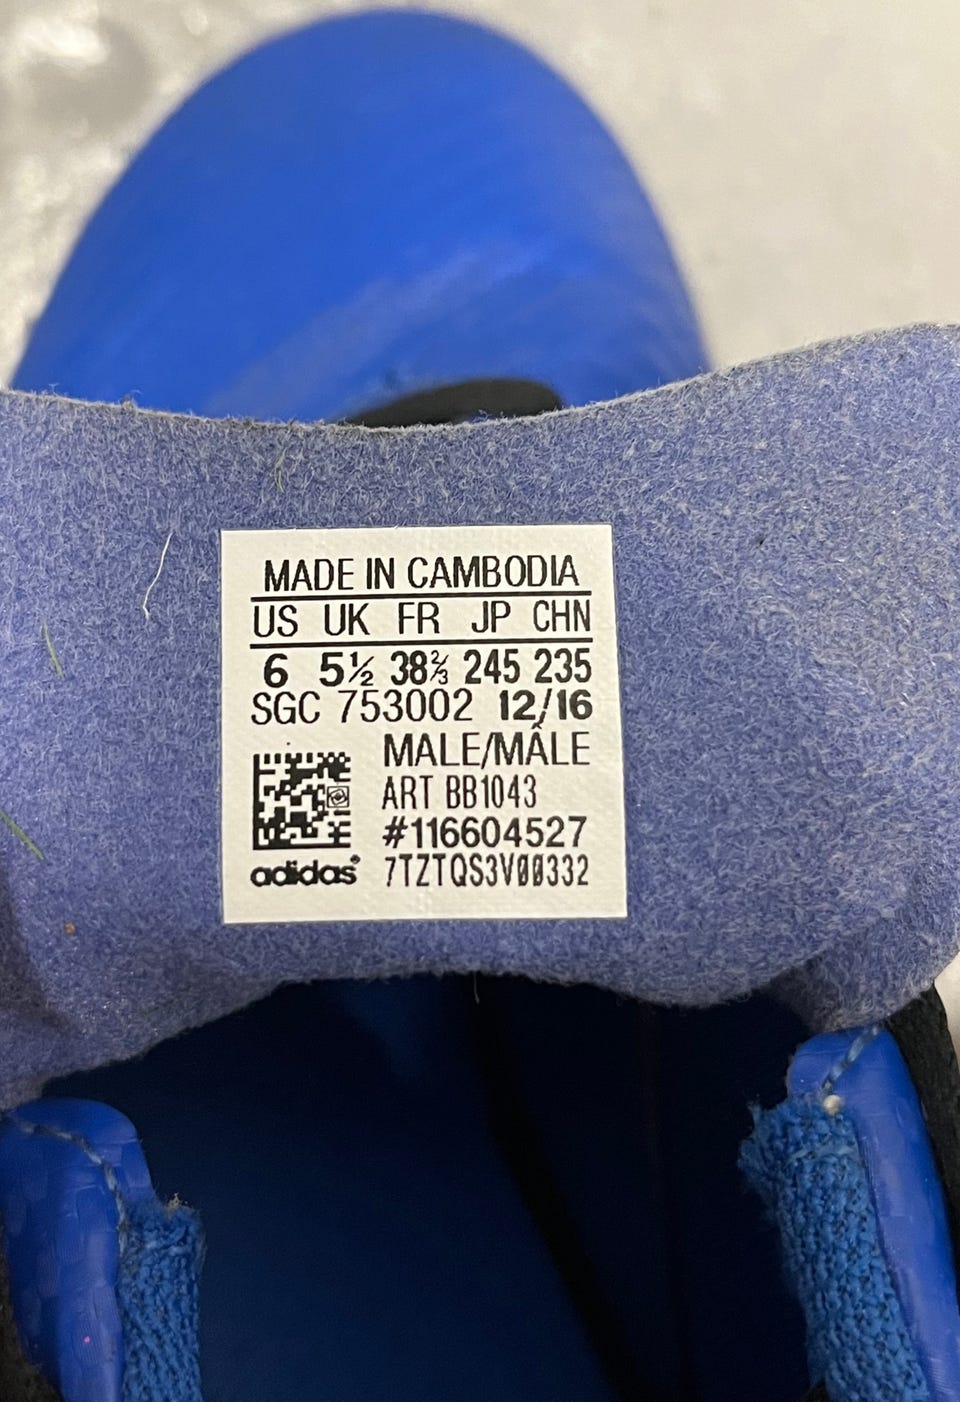 MADE IN CAMBODIA
US UK FR JP CHN
6 5½ 38⅔ 245 235
SGC 753002 12/16
MALE/MÂLE
ART BB1043
#116604527
adidas® 7TZTQS3V00332